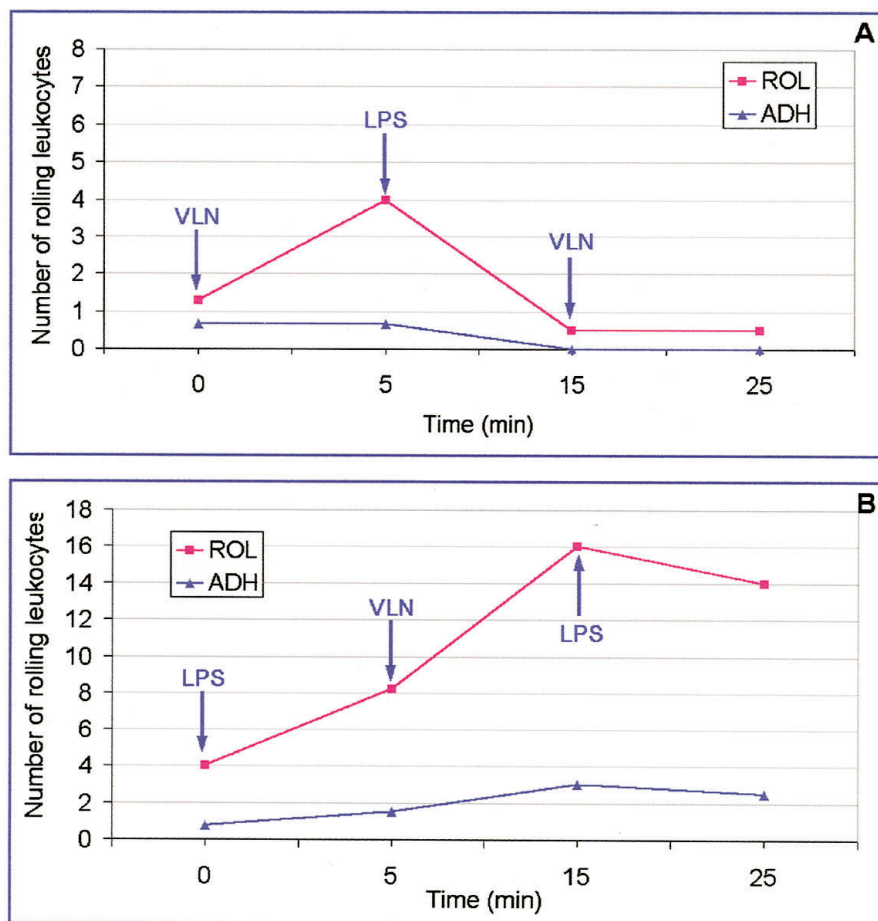 A
Number of rolling leukocytes
8
7
6
5
4
3
2
1
0
ROL
ADH
VLN
LPS
VLN
0 5 15 25
Time (min)
B
Number of rolling leukocytes
18
16
14
12
10
8
6
4
2
0
ROL
ADH
LPS
VLN
LPS
0 5 15 25
Time (min)